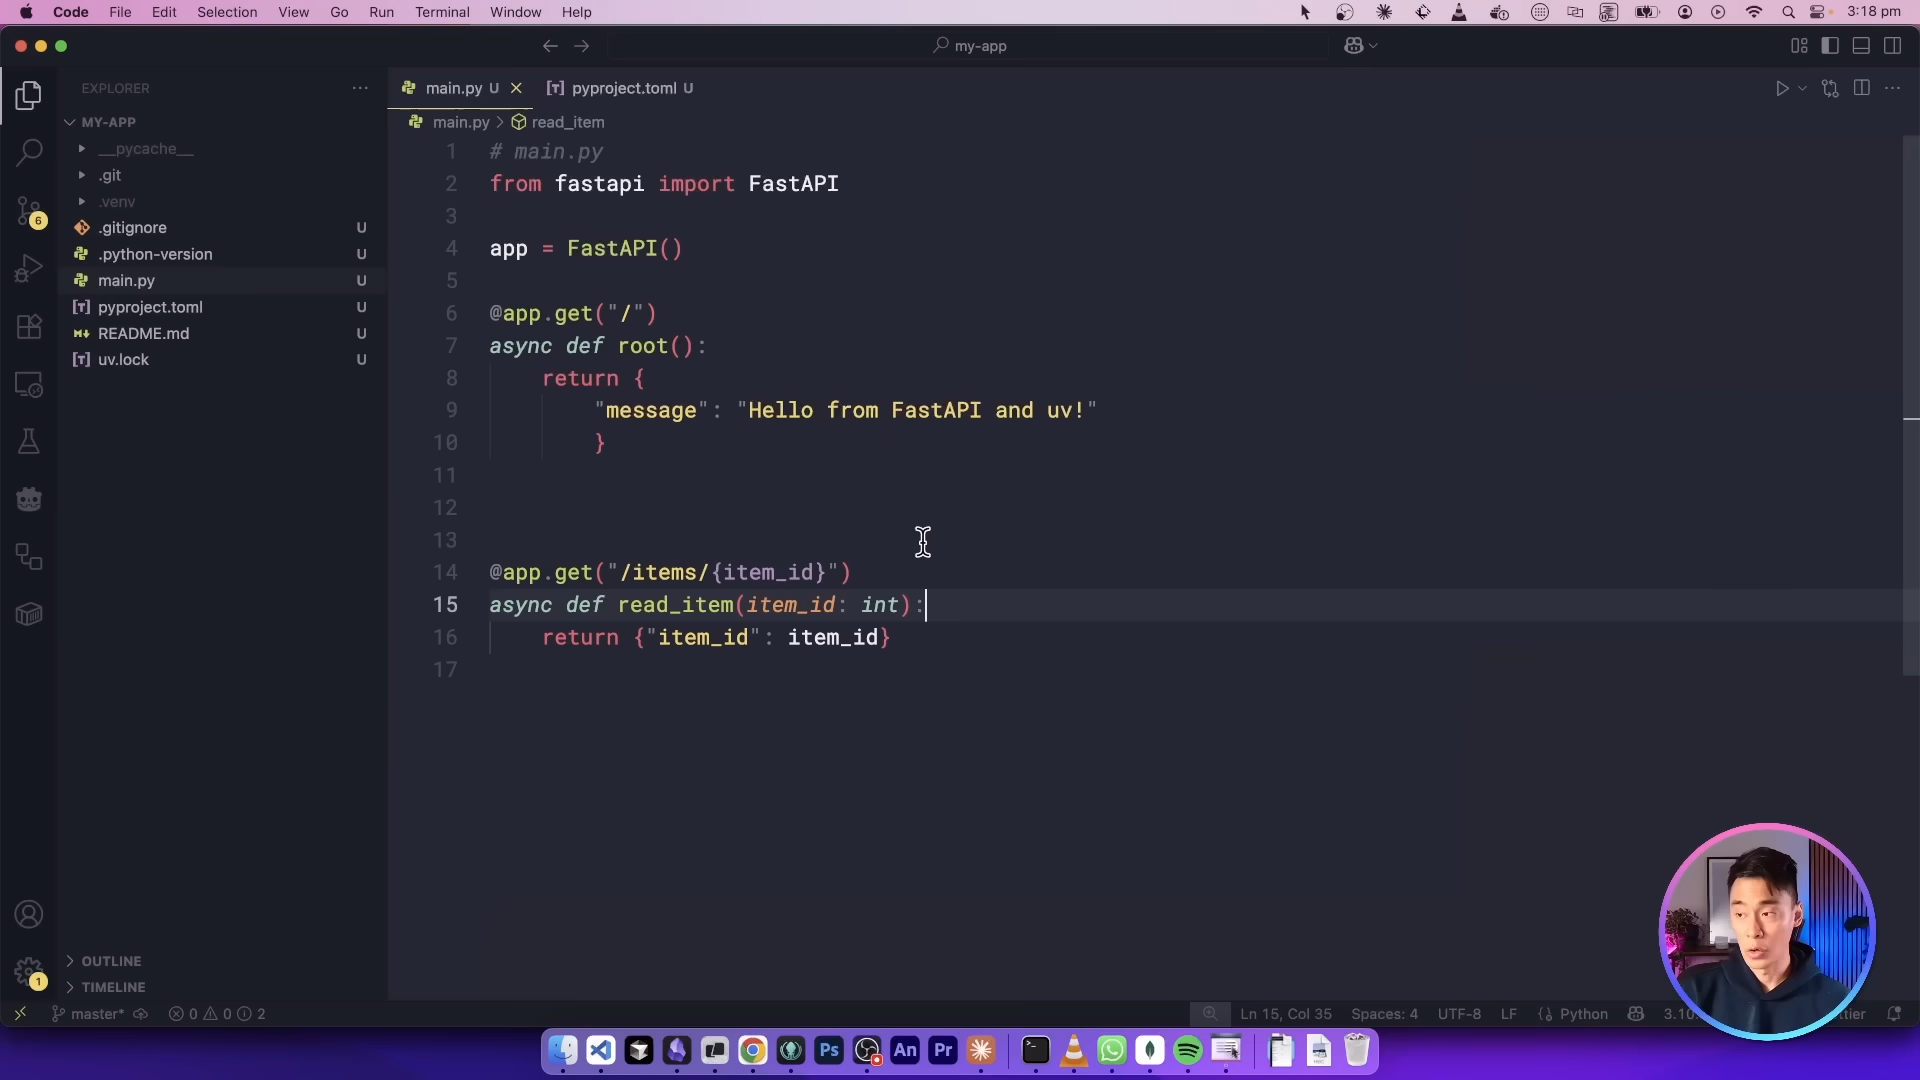 Code File Edit Selection View Go Run Terminal Window Help 3:18 pm
my-app
EXPLORER
main.py U
pyproject.toml U
MY-APP
main.py > read_item
__pycache__
.git
.venv
.gitignore U
.python-version U
main.py U
pyproject.toml U
README.md U
uv.lock U
1 # main.py
2 from fastapi import FastAPI
3
4 app = FastAPI()
5
6 @app.get("/")
7 async def root():
8 return {
9 "message": "Hello from FastAPI and uv!"
10 }
11
12
13
14 @app.get("/items/{item_id}")
15 async def read_item(item_id: int):
16 return {"item_id": item_id}
17
6
OUTLINE
1
TIMELINE
master* 0 0 2 Ln 15, Col 35 Spaces: 4 UTF-8 LF Python
Ps An Pr